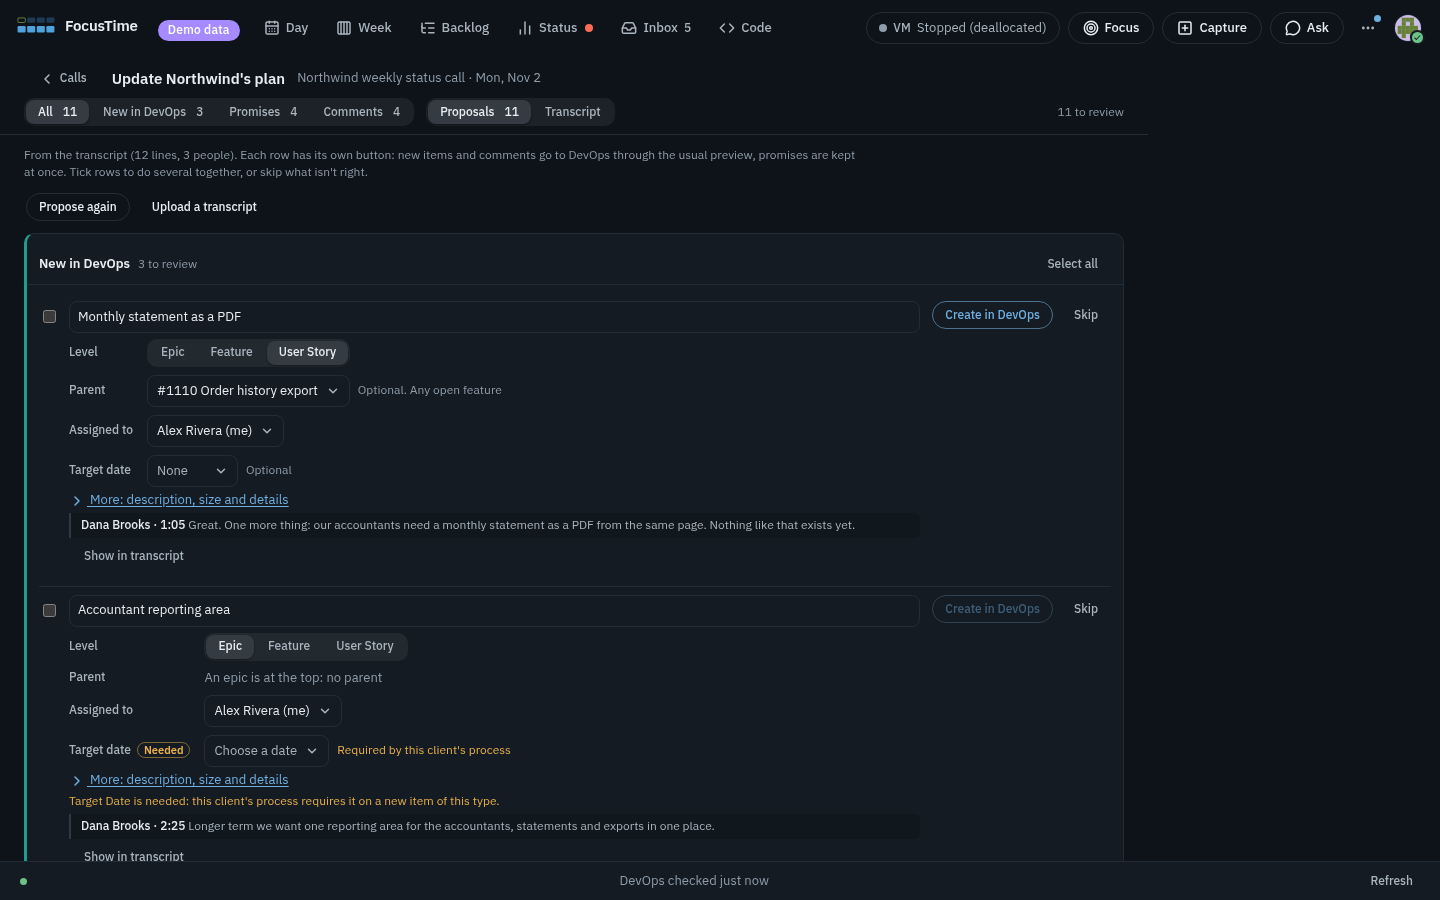 FocusTime
Demo data
Day
Week
Backlog
Status
Inbox 5
Code
VM Stopped (deallocated)
Focus
Capture
Ask
Calls
Update Northwind's plan
Northwind weekly status call · Mon, Nov 2
All 11
New in DevOps 3
Promises 4
Comments 4
Proposals 11
Transcript
11 to review
From the transcript (12 lines, 3 people). Each row has its own button: new items and comments go to DevOps through the usual preview, promises are kept
at once. Tick rows to do several together, or skip what isn't right.
Propose again
Upload a transcript
New in DevOps 3 to review
Select all
Monthly statement as a PDF
Create in DevOps
Skip
Level
Epic
Feature
User Story
Parent
#1110 Order history export
Optional. Any open feature
Assigned to
Alex Rivera (me)
Target date
None
Optional
More: description, size and details
Dana Brooks · 1:05 Great. One more thing: our accountants need a monthly statement as a PDF from the same page. Nothing like that exists yet.
Show in transcript
Accountant reporting area
Create in DevOps
Skip
Level
Epic
Feature
User Story
Parent
An epic is at the top: no parent
Assigned to
Alex Rivera (me)
Target date
Needed
Choose a date
Required by this client's process
More: description, size and details
Target Date is needed: this client's process requires it on a new item of this type.
Dana Brooks · 2:25 Longer term we want one reporting area for the accountants, statements and exports in one place.
Show in transcript
DevOps checked just now
Refresh